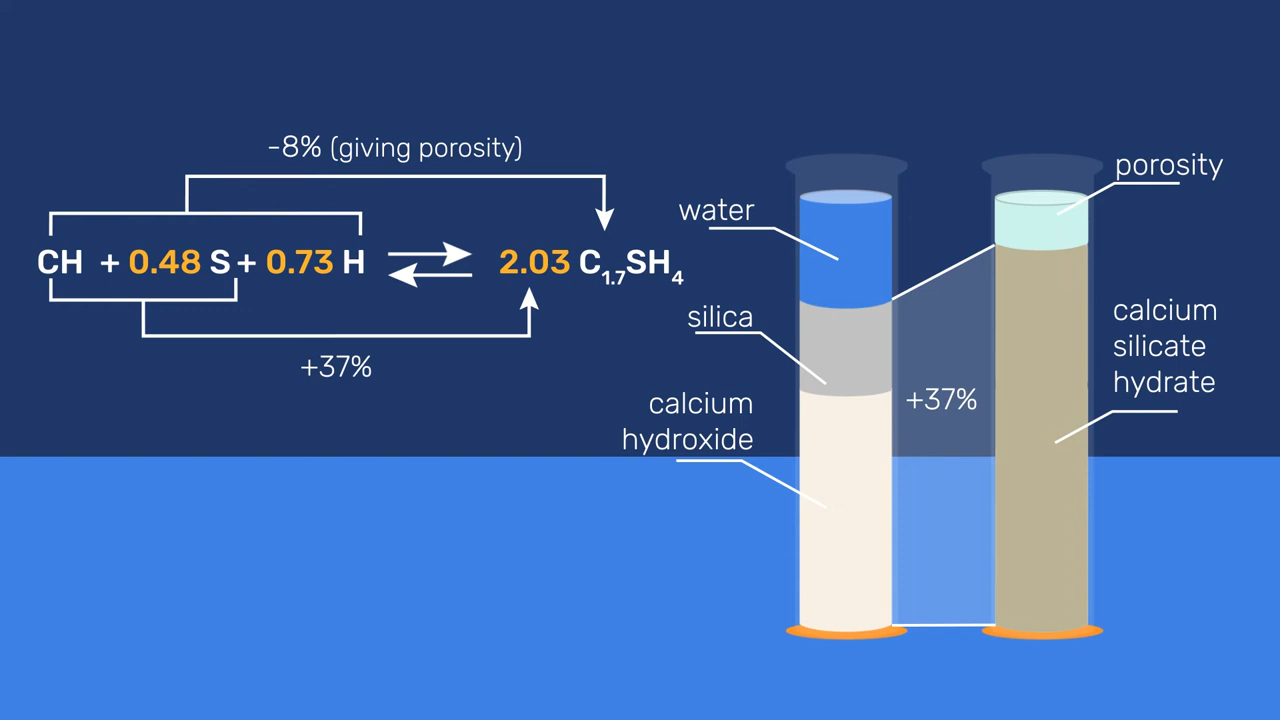 -8% (giving porosity)
CH + 0.48 S + 0.73 H ⇌ 2.03 C₁.₇SH₄
+37%
water
silica
calcium
hydroxide
+37%
porosity
calcium
silicate
hydrate